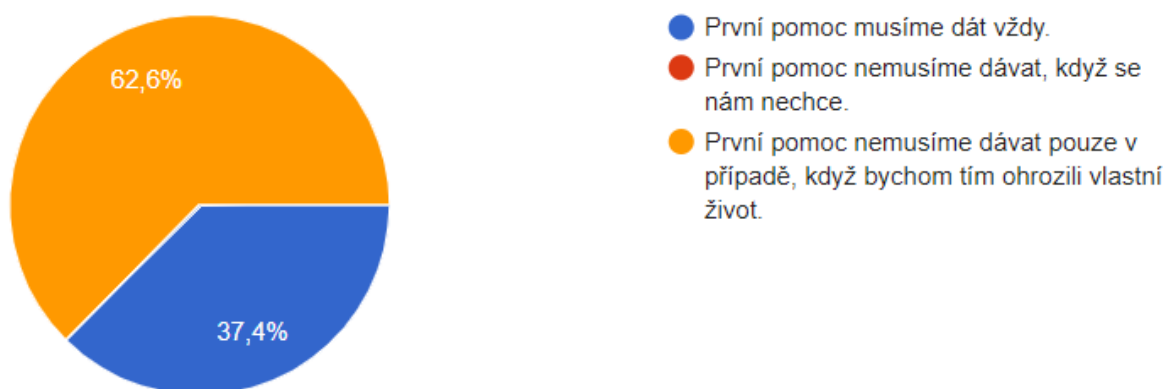 62,6%
37,4%
První pomoc musíme dát vždy.
První pomoc nemusíme dávat, když se
nám nechce.
První pomoc nemusíme dávat pouze v
případě, když bychom tím ohrozili vlastní
život.